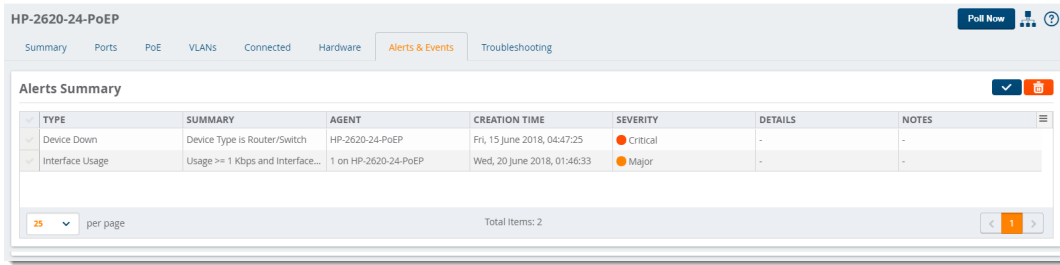 HP-2620-24-PoEP
Poll Now
Summary Ports PoE VLANs Connected Hardware Alerts & Events Troubleshooting
Alerts Summary
TYPE SUMMARY AGENT CREATION TIME SEVERITY DETAILS NOTES
Device Down Device Type is Router/Switch HP-2620-24-PoEP Fri, 15 June 2018, 04:47:25 Critical - -
Interface Usage Usage >= 1 Kbps and Interface... 1 on HP-2620-24-PoEP Wed, 20 June 2018, 01:46:33 Major - -
25 per page Total Items: 2 < 1 >